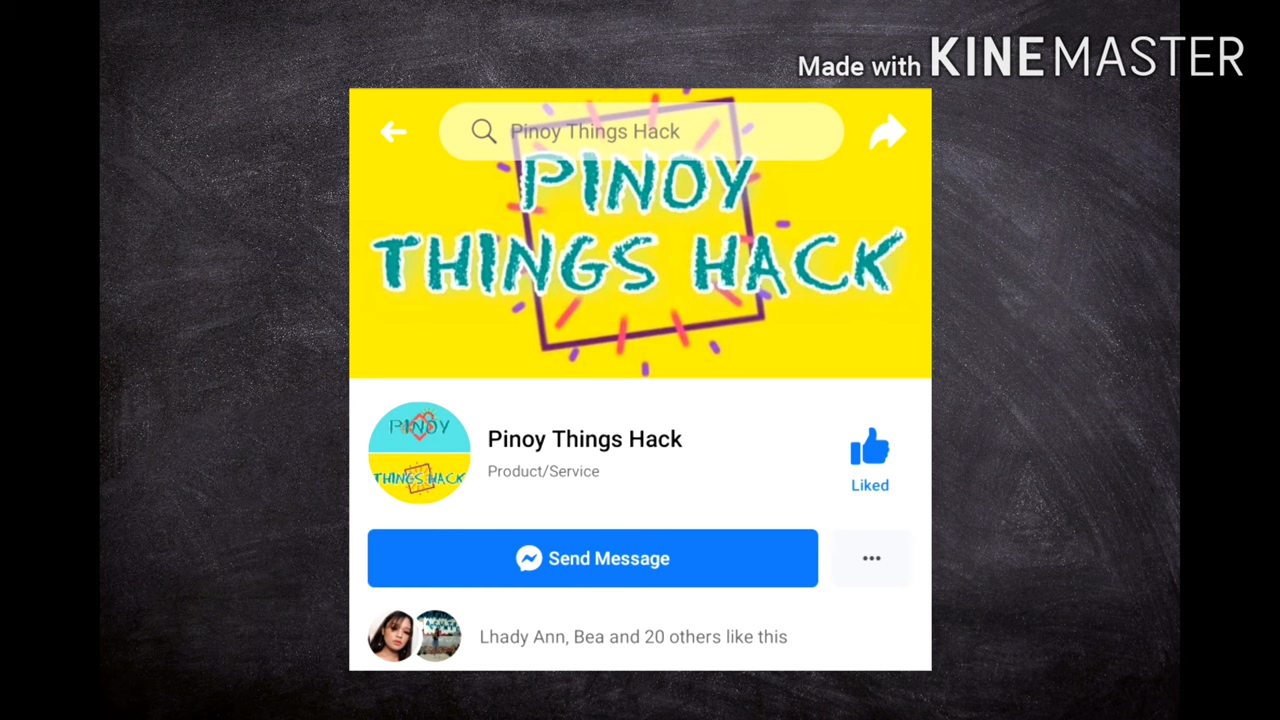 Made with KINEMASTER
Pinoy Things Hack
PINOY
THINGS HACK
PINOY
THINGS HACK
Pinoy Things Hack
Product/Service
Liked
Send Message
Lhady Ann, Bea and 20 others like this